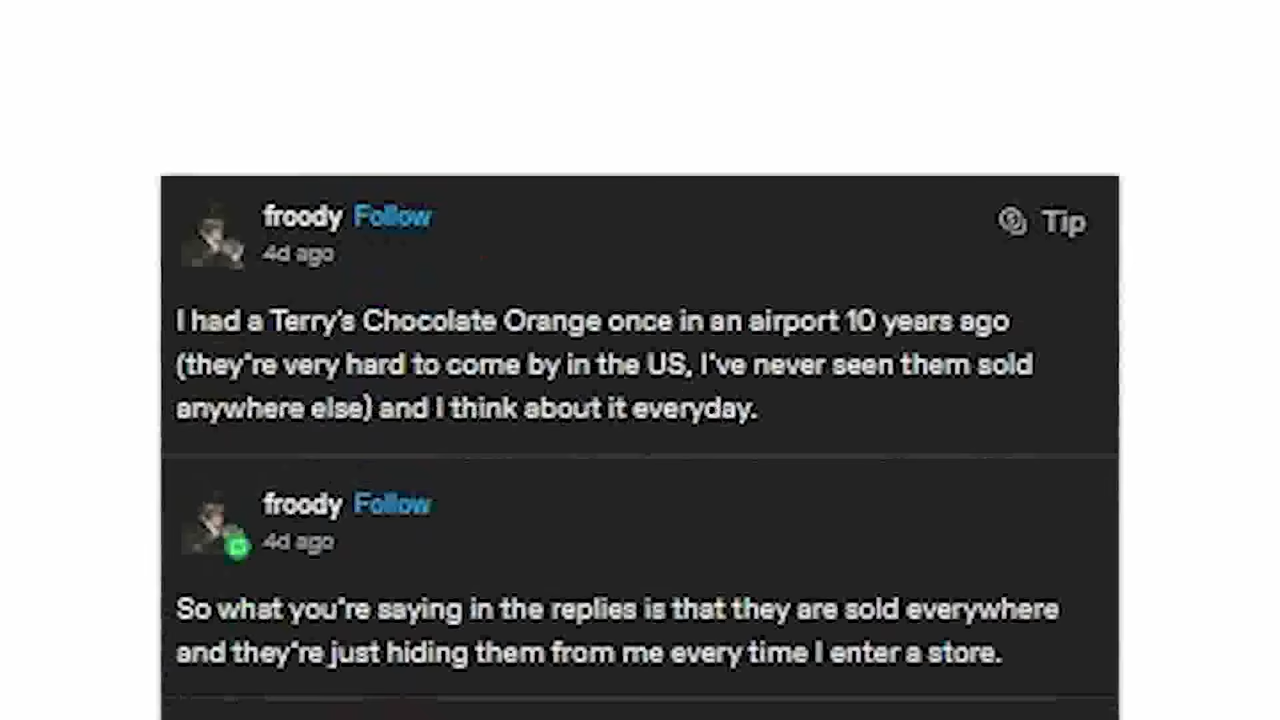 froody Follow
Tip
4d ago
I had a Terry's Chocolate Orange once in an airport 10 years ago
(they're very hard to come by in the US, I've never seen them sold
anywhere else) and I think about it everyday.
froody Follow
4d ago
So what you're saying in the replies is that they are sold everywhere
and they're just hiding them from me every time I enter a store.